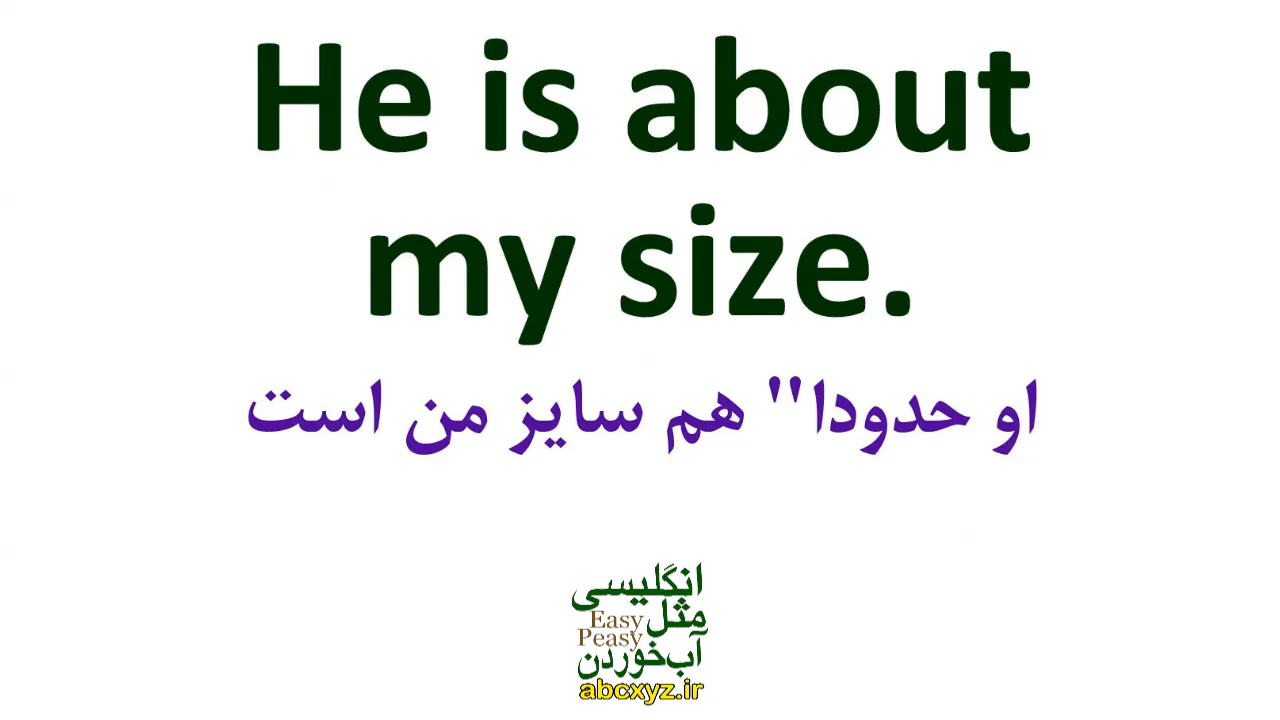 He is about
my size.
او حدودا" هم سایز من است
انگلیسی
مثل
Easy
Peasy
آب‌خوردن
abcxyz.ir